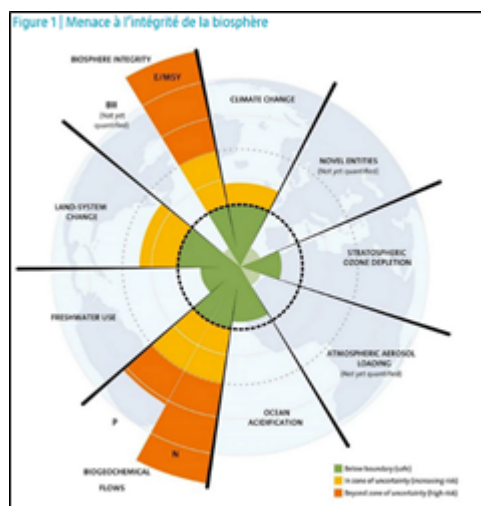 Figure 1 | Menace à l'intégrité de la biosphère
BIOSPHERE INTEGRITY
E/MSY
CLIMATE CHANGE
BII
(Not yet
quantified)
NOVEL ENTITIES
(Not yet quantified)
LAND-SYSTEM
CHANGE
STRATOSPHERIC
OZONE DEPLETION
FRESHWATER USE
ATMOSPHERIC AEROSOL
LOADING
(Not yet quantified)
P
OCEAN
ACIDIFICATION
N
BIOGEOCHEMICAL
FLOWS
Below boundary (safe)
In zone of uncertainty (increasing risk)
Beyond zone of uncertainty (high risk)